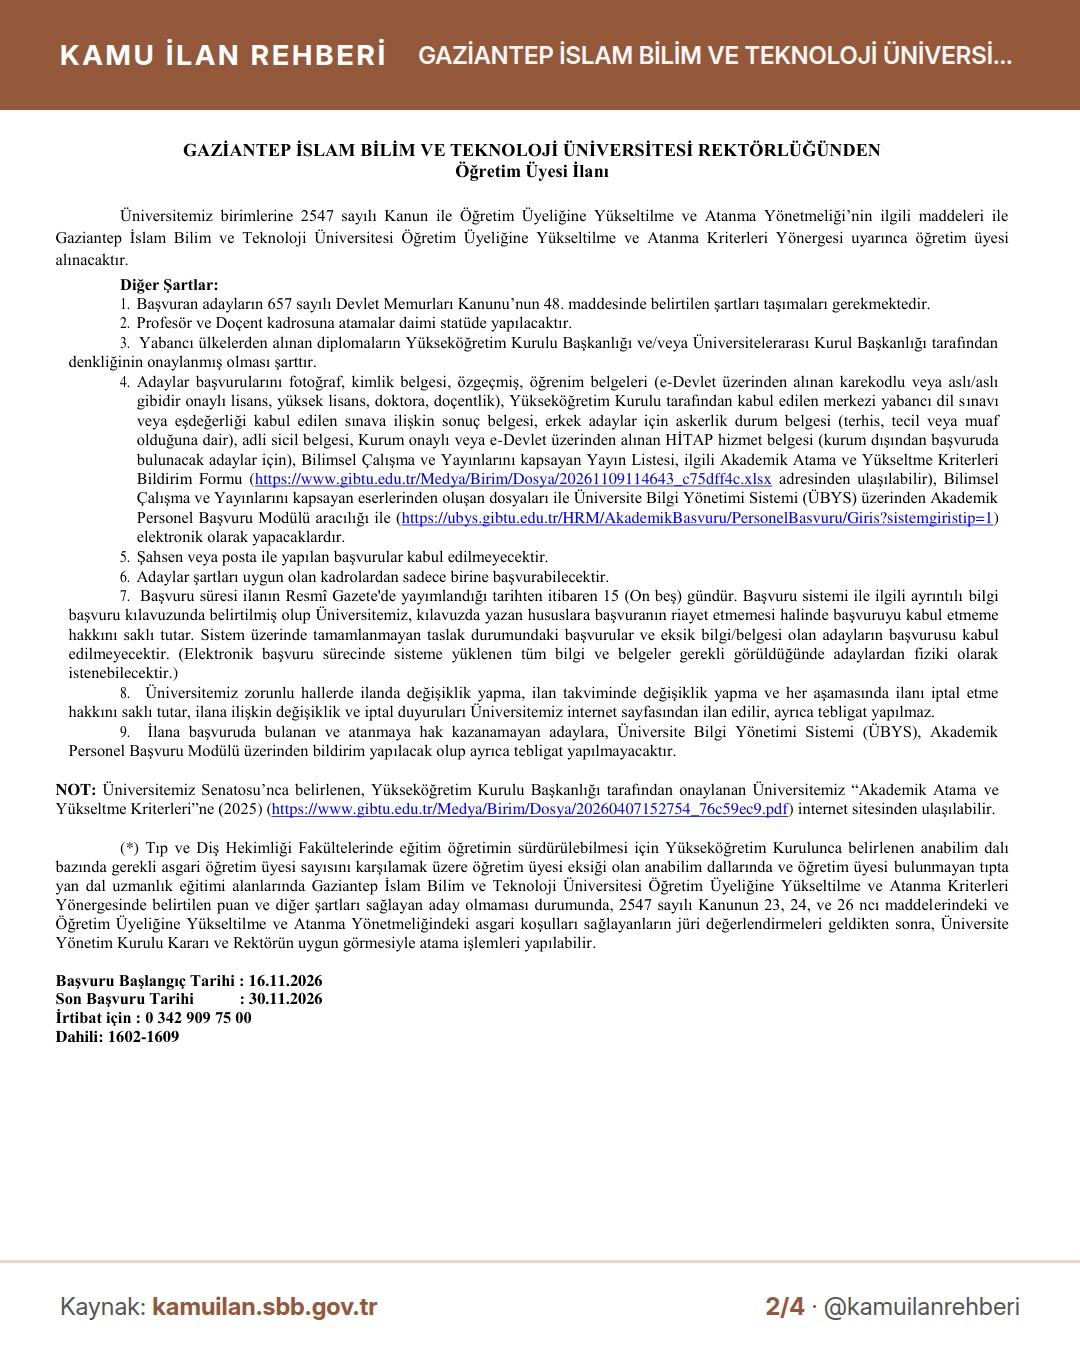 KAMU İLAN REHBERİ GAZİANTEP İSLAM BİLİM VE TEKNOLOJİ ÜNİVERSİ...
GAZİANTEP İSLAM BİLİM VE TEKNOLOJİ ÜNİVERSİTESİ REKTÖRLÜĞÜNDEN
Öğretim Üyesi İlanı
Üniversitemiz birimlerine 2547 sayılı Kanun ile Öğretim Üyeliğine Yükseltilme ve Atanma Yönetmeliği’nin ilgili maddeleri ile
Gaziantep İslam Bilim ve Teknoloji Üniversitesi Öğretim Üyeliğine Yükseltilme ve Atanma Kriterleri Yönergesi uyarınca öğretim üyesi
alınacaktır.
Diğer Şartlar:
1. Başvuran adayların 657 sayılı Devlet Memurları Kanunu’nun 48. maddesinde belirtilen şartları taşımaları gerekmektedir.
2. Profesör ve Doçent kadrosuna atamalar daimi statüde yapılacaktır.
3. Yabancı ülkelerden alınan diplomaların Yükseköğretim Kurulu Başkanlığı ve/veya Üniversitelerarası Kurul Başkanlığı tarafından
denkliğinin onaylanmış olması şarttır.
4. Adaylar başvurularını fotoğraf, kimlik belgesi, özgeçmiş, öğrenim belgeleri (e-Devlet üzerinden alınan karekodlu veya aslı/aslı
gibidir onaylı lisans, yüksek lisans, doktora, doçentlik), Yükseköğretim Kurulu tarafından kabul edilen merkezi yabancı dil sınavı
veya eşdeğerliği kabul edilen sınava ilişkin sonuç belgesi, erkek adaylar için askerlik durum belgesi (terhis, tecil veya muaf
olduğuna dair), adli sicil belgesi, Kurum onaylı veya e-Devlet üzerinden alınan HİTAP hizmet belgesi (kurum dışından başvuruda
bulunacak adaylar için), Bilimsel Çalışma ve Yayınlarını kapsayan Yayın Listesi, ilgili Akademik Atama ve Yükseltme Kriterleri
Bildirim Formu (https://www.gibtu.edu.tr/Medya/Birim/Dosya/20261109114643_c75dff4c.xlsx adresinden ulaşılabilir), Bilimsel
Çalışma ve Yayınlarını kapsayan eserlerinden oluşan dosyaları ile Üniversite Bilgi Yönetimi Sistemi (ÜBYS) üzerinden Akademik
Personel Başvuru Modülü aracılığı ile (https://ubys.gibtu.edu.tr/HRM/AkademikBasvuru/PersonelBasvuru/Giris?sistemgiristip=1)
elektronik olarak yapacaklardır.
5. Şahsen veya posta ile yapılan başvurular kabul edilmeyecektir.
6. Adaylar şartları uygun olan kadrolardan sadece birine başvurabilecektir.
7. Başvuru süresi ilanın Resmî Gazete'de yayımlandığı tarihten itibaren 15 (On beş) gündür. Başvuru sistemi ile ilgili ayrıntılı bilgi
başvuru kılavuzunda belirtilmiş olup Üniversitemiz, kılavuzda yazan hususlara başvuranın riayet etmemesi halinde başvuruyu kabul etmeme
hakkını saklı tutar. Sistem üzerinde tamamlanmayan taslak durumundaki başvurular ve eksik bilgi/belgesi olan adayların başvurusu kabul
edilmeyecektir. (Elektronik başvuru sürecinde sisteme yüklenen tüm bilgi ve belgeler gerekli görüldüğünde adaylardan fiziki olarak
istenebilecektir.)
8. Üniversitemiz zorunlu hallerde ilanda değişiklik yapma, ilan takviminde değişiklik yapma ve her aşamasında ilanı iptal etme
hakkını saklı tutar, ilana ilişkin değişiklik ve iptal duyuruları Üniversitemiz internet sayfasından ilan edilir, ayrıca tebligat yapılmaz.
9. İlana başvuruda bulanan ve atanmaya hak kazanamayan adaylara, Üniversite Bilgi Yönetimi Sistemi (ÜBYS), Akademik
Personel Başvuru Modülü üzerinden bildirim yapılacak olup ayrıca tebligat yapılmayacaktır.
NOT: Üniversitemiz Senatosu’nca belirlenen, Yükseköğretim Kurulu Başkanlığı tarafından onaylanan Üniversitemiz “Akademik Atama ve
Yükseltme Kriterleri”ne (2025) (https://www.gibtu.edu.tr/Medya/Birim/Dosya/20260407152754_76c59ec9.pdf) internet sitesinden ulaşılabilir.
(*) Tıp ve Diş Hekimliği Fakültelerinde eğitim öğretimin sürdürülebilmesi için Yükseköğretim Kurulunca belirlenen anabilim dalı
bazında gerekli asgari öğretim üyesi sayısını karşılamak üzere öğretim üyesi eksiği olan anabilim dallarında ve öğretim üyesi bulunmayan tıpta
yan dal uzmanlık eğitimi alanlarında Gaziantep İslam Bilim ve Teknoloji Üniversitesi Öğretim Üyeliğine Yükseltilme ve Atanma Kriterleri
Yönergesinde belirtilen puan ve diğer şartları sağlayan aday olmaması durumunda, 2547 sayılı Kanunun 23, 24, ve 26 ncı maddelerindeki ve
Öğretim Üyeliğine Yükseltilme ve Atanma Yönetmeliğindeki asgari koşulları sağlayanların jüri değerlendirmeleri geldikten sonra, Üniversite
Yönetim Kurulu Kararı ve Rektörün uygun görmesiyle atama işlemleri yapılabilir.
Başvuru Başlangıç Tarihi : 16.11.2026
Son Başvuru Tarihi : 30.11.2026
İrtibat için : 0 342 909 75 00
Dahili: 1602-1609
Kaynak: kamuilan.sbb.gov.tr 2/4 · @kamuilanrehberi